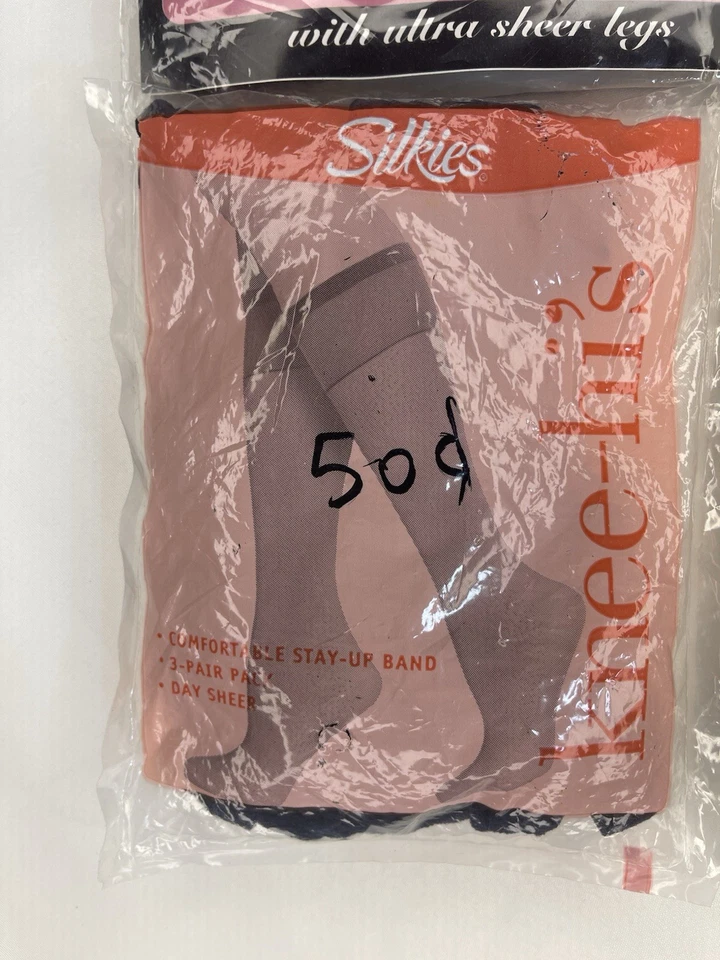 with ultra sheer legs
Silkies
knee-hi's
50¢
• COMFORTABLE STAY-UP BAND
• 3-PAIR PACK
• DAY SHEER